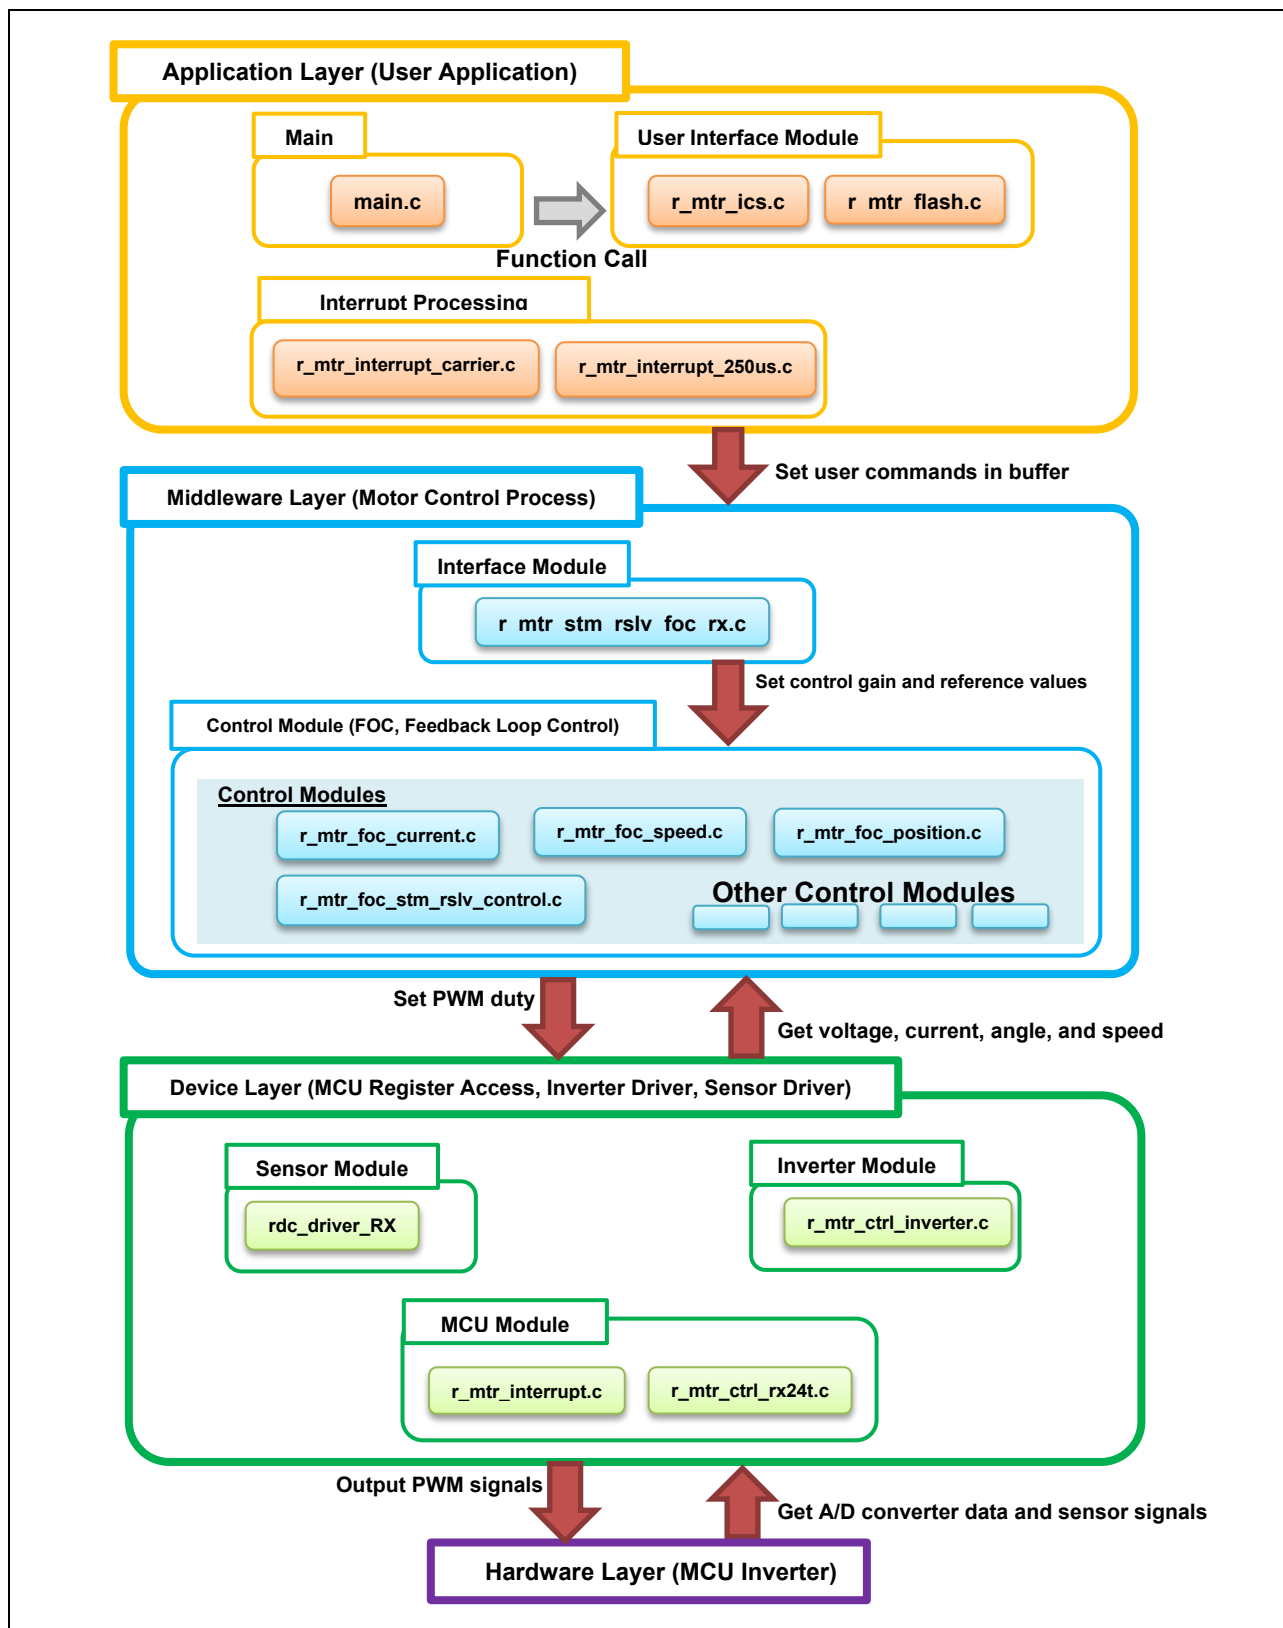 Application Layer (User Application)
Main
User Interface Module
main.c
r_mtr_ics.c
r mtr flash.c
Function Call
Interrupt Processing
r_mtr_interrupt_carrier.c
r_mtr_interrupt_250us.c
Set user commands in buffer
Middleware Layer (Motor Control Process)
Interface Module
r mtr stm rslv foc rx.c
Set control gain and reference values
Control Module (FOC, Feedback Loop Control)
Control Modules
r_mtr_foc_current.c
r_mtr_foc_speed.c
r_mtr_foc_position.c
r_mtr_foc_stm_rslv_control.c
Other Control Modules
Set PWM duty
Get voltage, current, angle, and speed
Device Layer (MCU Register Access, Inverter Driver, Sensor Driver)
Sensor Module
Inverter Module
rdc_driver_RX
r_mtr_ctrl_inverter.c
MCU Module
r_mtr_interrupt.c
r_mtr_ctrl_rx24t.c
Output PWM signals
Get A/D converter data and sensor signals
Hardware Layer (MCU Inverter)